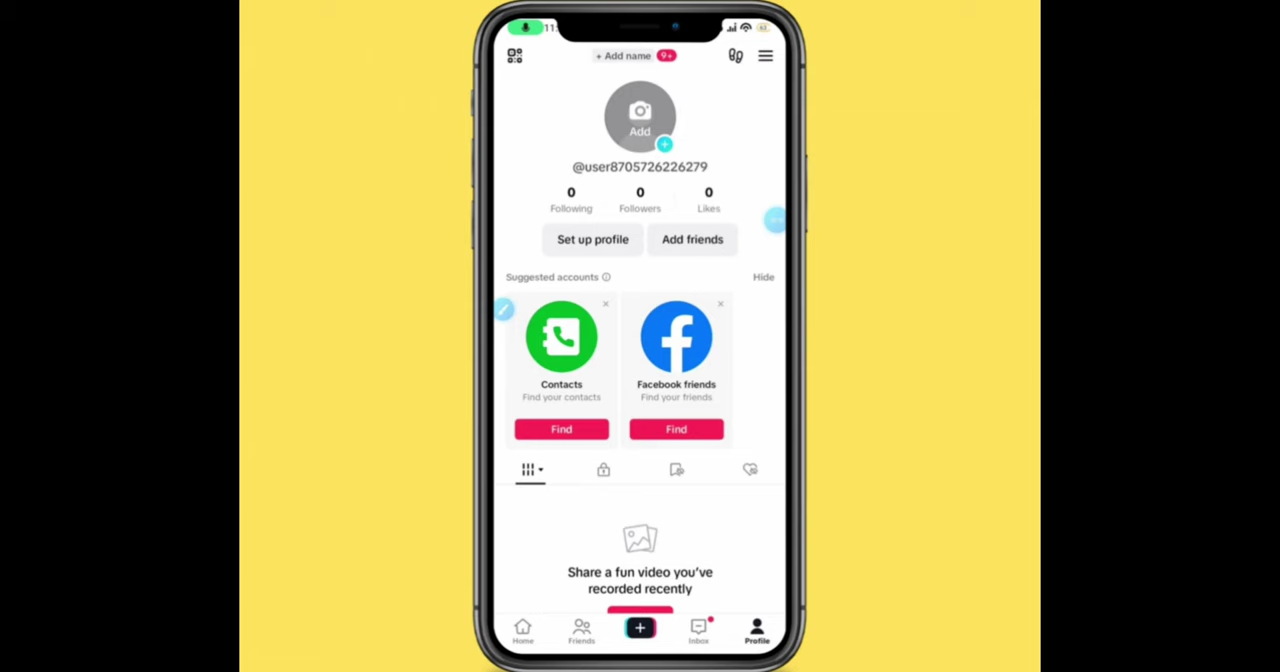 11:
63
+ Add name 9+
Add
@user8705726226279
0 0 0
Following Followers Likes
Set up profile Add friends
Suggested accounts Hide
Contacts Facebook friends
Find your contacts Find your friends
Find Find
Share a fun video you've
recorded recently
Home Friends Inbox Profile